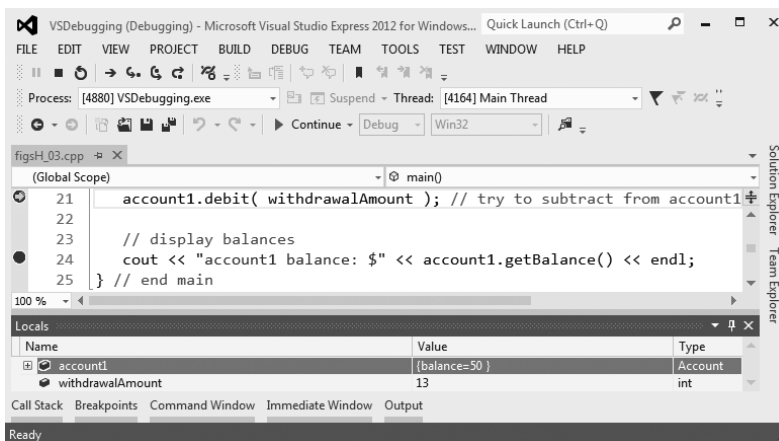 VSDebugging (Debugging) - Microsoft Visual Studio Express 2012 for Windows... Quick Launch (Ctrl+Q)
FILE EDIT VIEW PROJECT BUILD DEBUG TEAM TOOLS TEST WINDOW HELP
Process: [4880] VSDebugging.exe Suspend Thread: [4164] Main Thread
Continue Debug Win32
figsH_03.cpp
(Global Scope) main()
21 account1.debit( withdrawalAmount ); // try to subtract from account1
22
23 // display balances
24 cout << "account1 balance: $" << account1.getBalance() << endl;
25 } // end main
100 %
Solution Explorer Team Explorer
Locals
Name Value Type
account1 {balance=50 } Account
withdrawalAmount 13 int
Call Stack Breakpoints Command Window Immediate Window Output
Ready